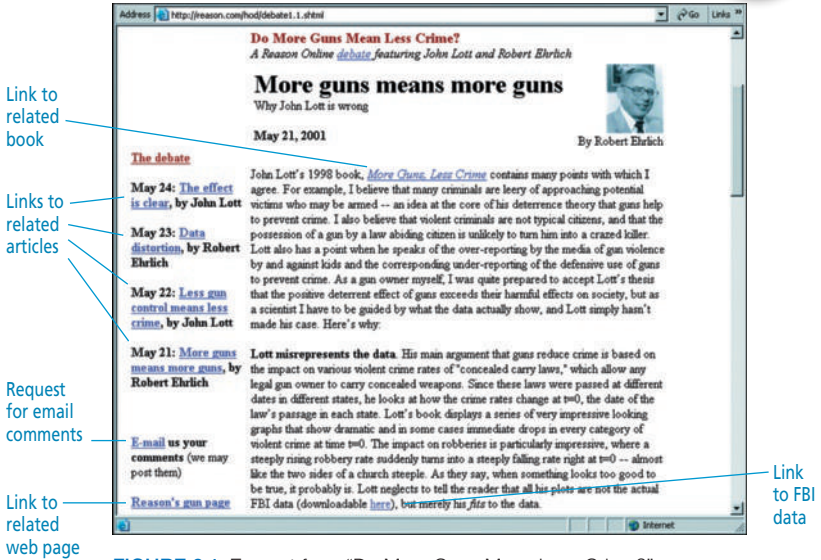 Address http://reason.com/hod/debate1.1.shtml Go Links »
Do More Guns Mean Less Crime?
A Reason Online debate featuring John Lott and Robert Ehrlich
More guns means more guns
Why John Lott is wrong
May 21, 2001
By Robert Ehrlich
The debate
May 24: The effect
is clear, by John Lott
May 23: Data
distortion, by Robert
Ehrlich
May 22: Less gun
control means less
crime, by John Lott
May 21: More guns
means more guns, by
Robert Ehrlich
E-mail us your
comments (we may
post them)
Reason's gun page
John Lott's 1998 book, More Guns, Less Crime contains many points with which I
agree. For example, I believe that many criminals are leery of approaching potential
victims who may be armed -- an idea at the core of his deterrence theory that guns help
to prevent crime. I also believe that violent criminals are not typical citizens, and that the
possession of a gun by a law abiding citizen is unlikely to turn him into a crazed killer.
Lott also has a point when he speaks of the over-reporting by the media of gun violence
by and against kids and the corresponding under-reporting of the defensive use of guns
to prevent crime. As a gun owner myself, I was quite prepared to accept Lott's thesis
that the positive deterrent effect of guns exceeds their harmful effects on society, but as
a scientist I have to be guided by what the data actually show, and Lott simply hasn't
made his case. Here's why:
Lott misrepresents the data. His main argument that guns reduce crime is based on
the impact on various violent crime rates of "concealed carry laws," which allow any
legal gun owner to carry concealed weapons. Since these laws were passed at different
dates in different states, he looks at how the crime rates change at t=0, the date of the
law's passage in each state. Lott's book displays a series of very impressive looking
graphs that show dramatic and in some cases immediate drops in every category of
violent crime at time t=0. The impact on robberies is particularly impressive, where a
steeply rising robbery rate suddenly turns into a steeply falling rate right at t=0 -- almost
like the two sides of a church steeple. As they say, when something looks too good to
be true, it probably is. Lott neglects to tell the reader that all his plots are not the actual
FBI data (downloadable here), but merely his fits to the data.
Internet
Link to
related
book
Links to
related
articles
Request
for email
comments
Link to
related
web page
Link
to FBI
data